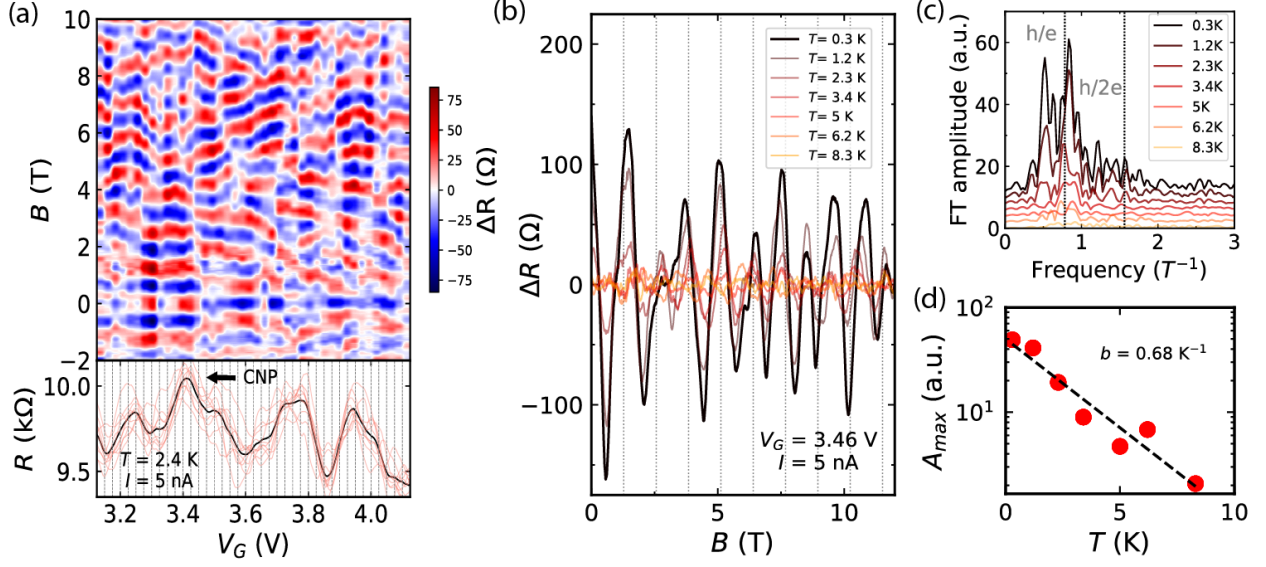 (a)
10
8
6
4
2
0
−2
B (T)
75
50
25
0
−25
−50
−75
ΔR (Ω)
10.0
9.5
R (kΩ)
CNP
T = 2.4 K
I = 5 nA
3.2 3.4 3.6 3.8 4.0
V_G (V)
(b)
200
100
0
−100
ΔR (Ω)
T = 0.3 K
T = 1.2 K
T = 2.3 K
T = 3.4 K
T = 5 K
T = 6.2 K
T = 8.3 K
V_G = 3.46 V
I = 5 nA
0 5 10
B (T)
(c)
60
40
20
0
FT amplitude (a.u.)
h/e
h/2e
0.3K
1.2K
2.3K
3.4K
5K
6.2K
8.3K
0 1 2 3
Frequency (T⁻¹)
(d)
10²
10¹
A_max (a.u.)
b = 0.68 K⁻¹
0 5 10
T (K)